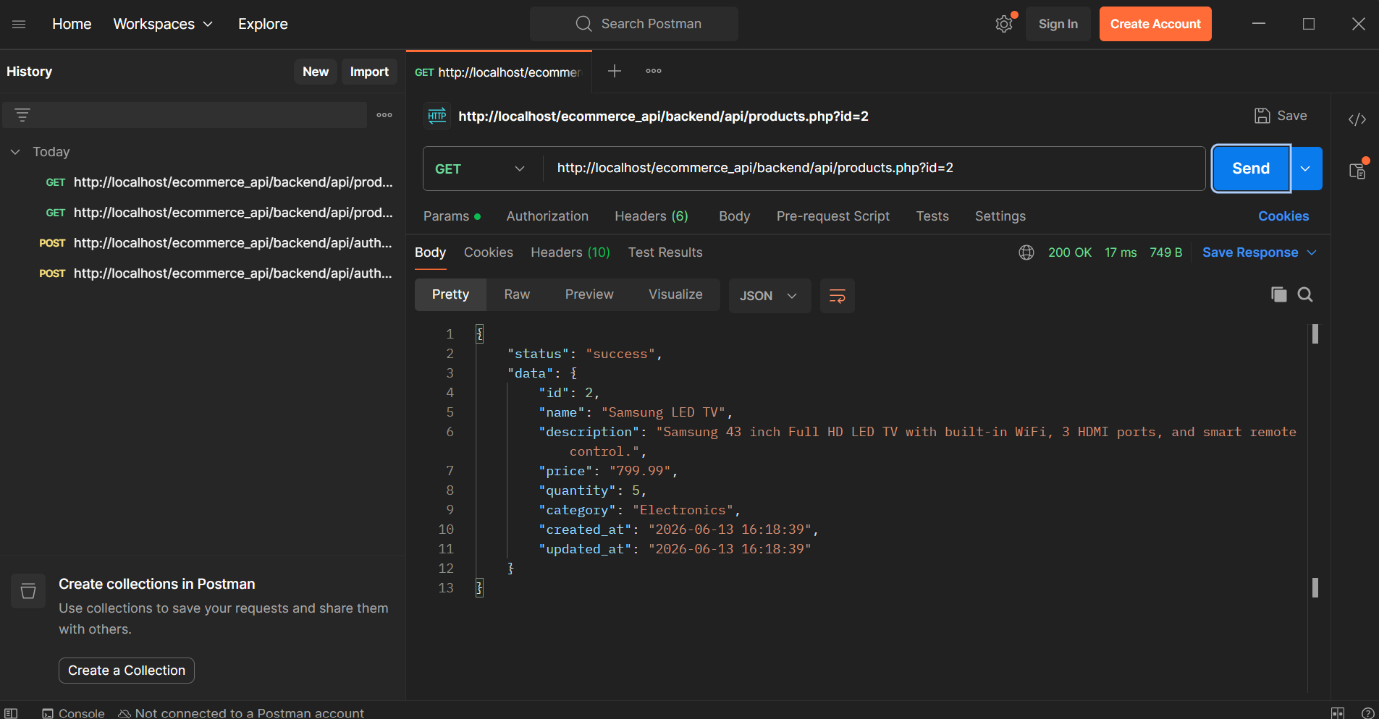 Home Workspaces Explore Search Postman Sign In Create Account
History New Import
GET http://localhost/ecommer
HTTP http://localhost/ecommerce_api/backend/api/products.php?id=2 Save
Today
GET http://localhost/ecommerce_api/backend/api/prod...
GET http://localhost/ecommerce_api/backend/api/prod...
POST http://localhost/ecommerce_api/backend/api/auth...
POST http://localhost/ecommerce_api/backend/api/auth...
GET http://localhost/ecommerce_api/backend/api/products.php?id=2 Send
Params Authorization Headers (6) Body Pre-request Script Tests Settings Cookies
Body Cookies Headers (10) Test Results 200 OK 17 ms 749 B Save Response
Pretty Raw Preview Visualize JSON
1 {
2 "status": "success",
3 "data": {
4 "id": 2,
5 "name": "Samsung LED TV",
6 "description": "Samsung 43 inch Full HD LED TV with built-in WiFi, 3 HDMI ports, and smart remote
control.",
7 "price": "799.99",
8 "quantity": 5,
9 "category": "Electronics",
10 "created_at": "2026-06-13 16:18:39",
11 "updated_at": "2026-06-13 16:18:39"
12 }
13 }
Create collections in Postman
Use collections to save your requests and share them
with others.
Create a Collection
Console Not connected to a Postman account